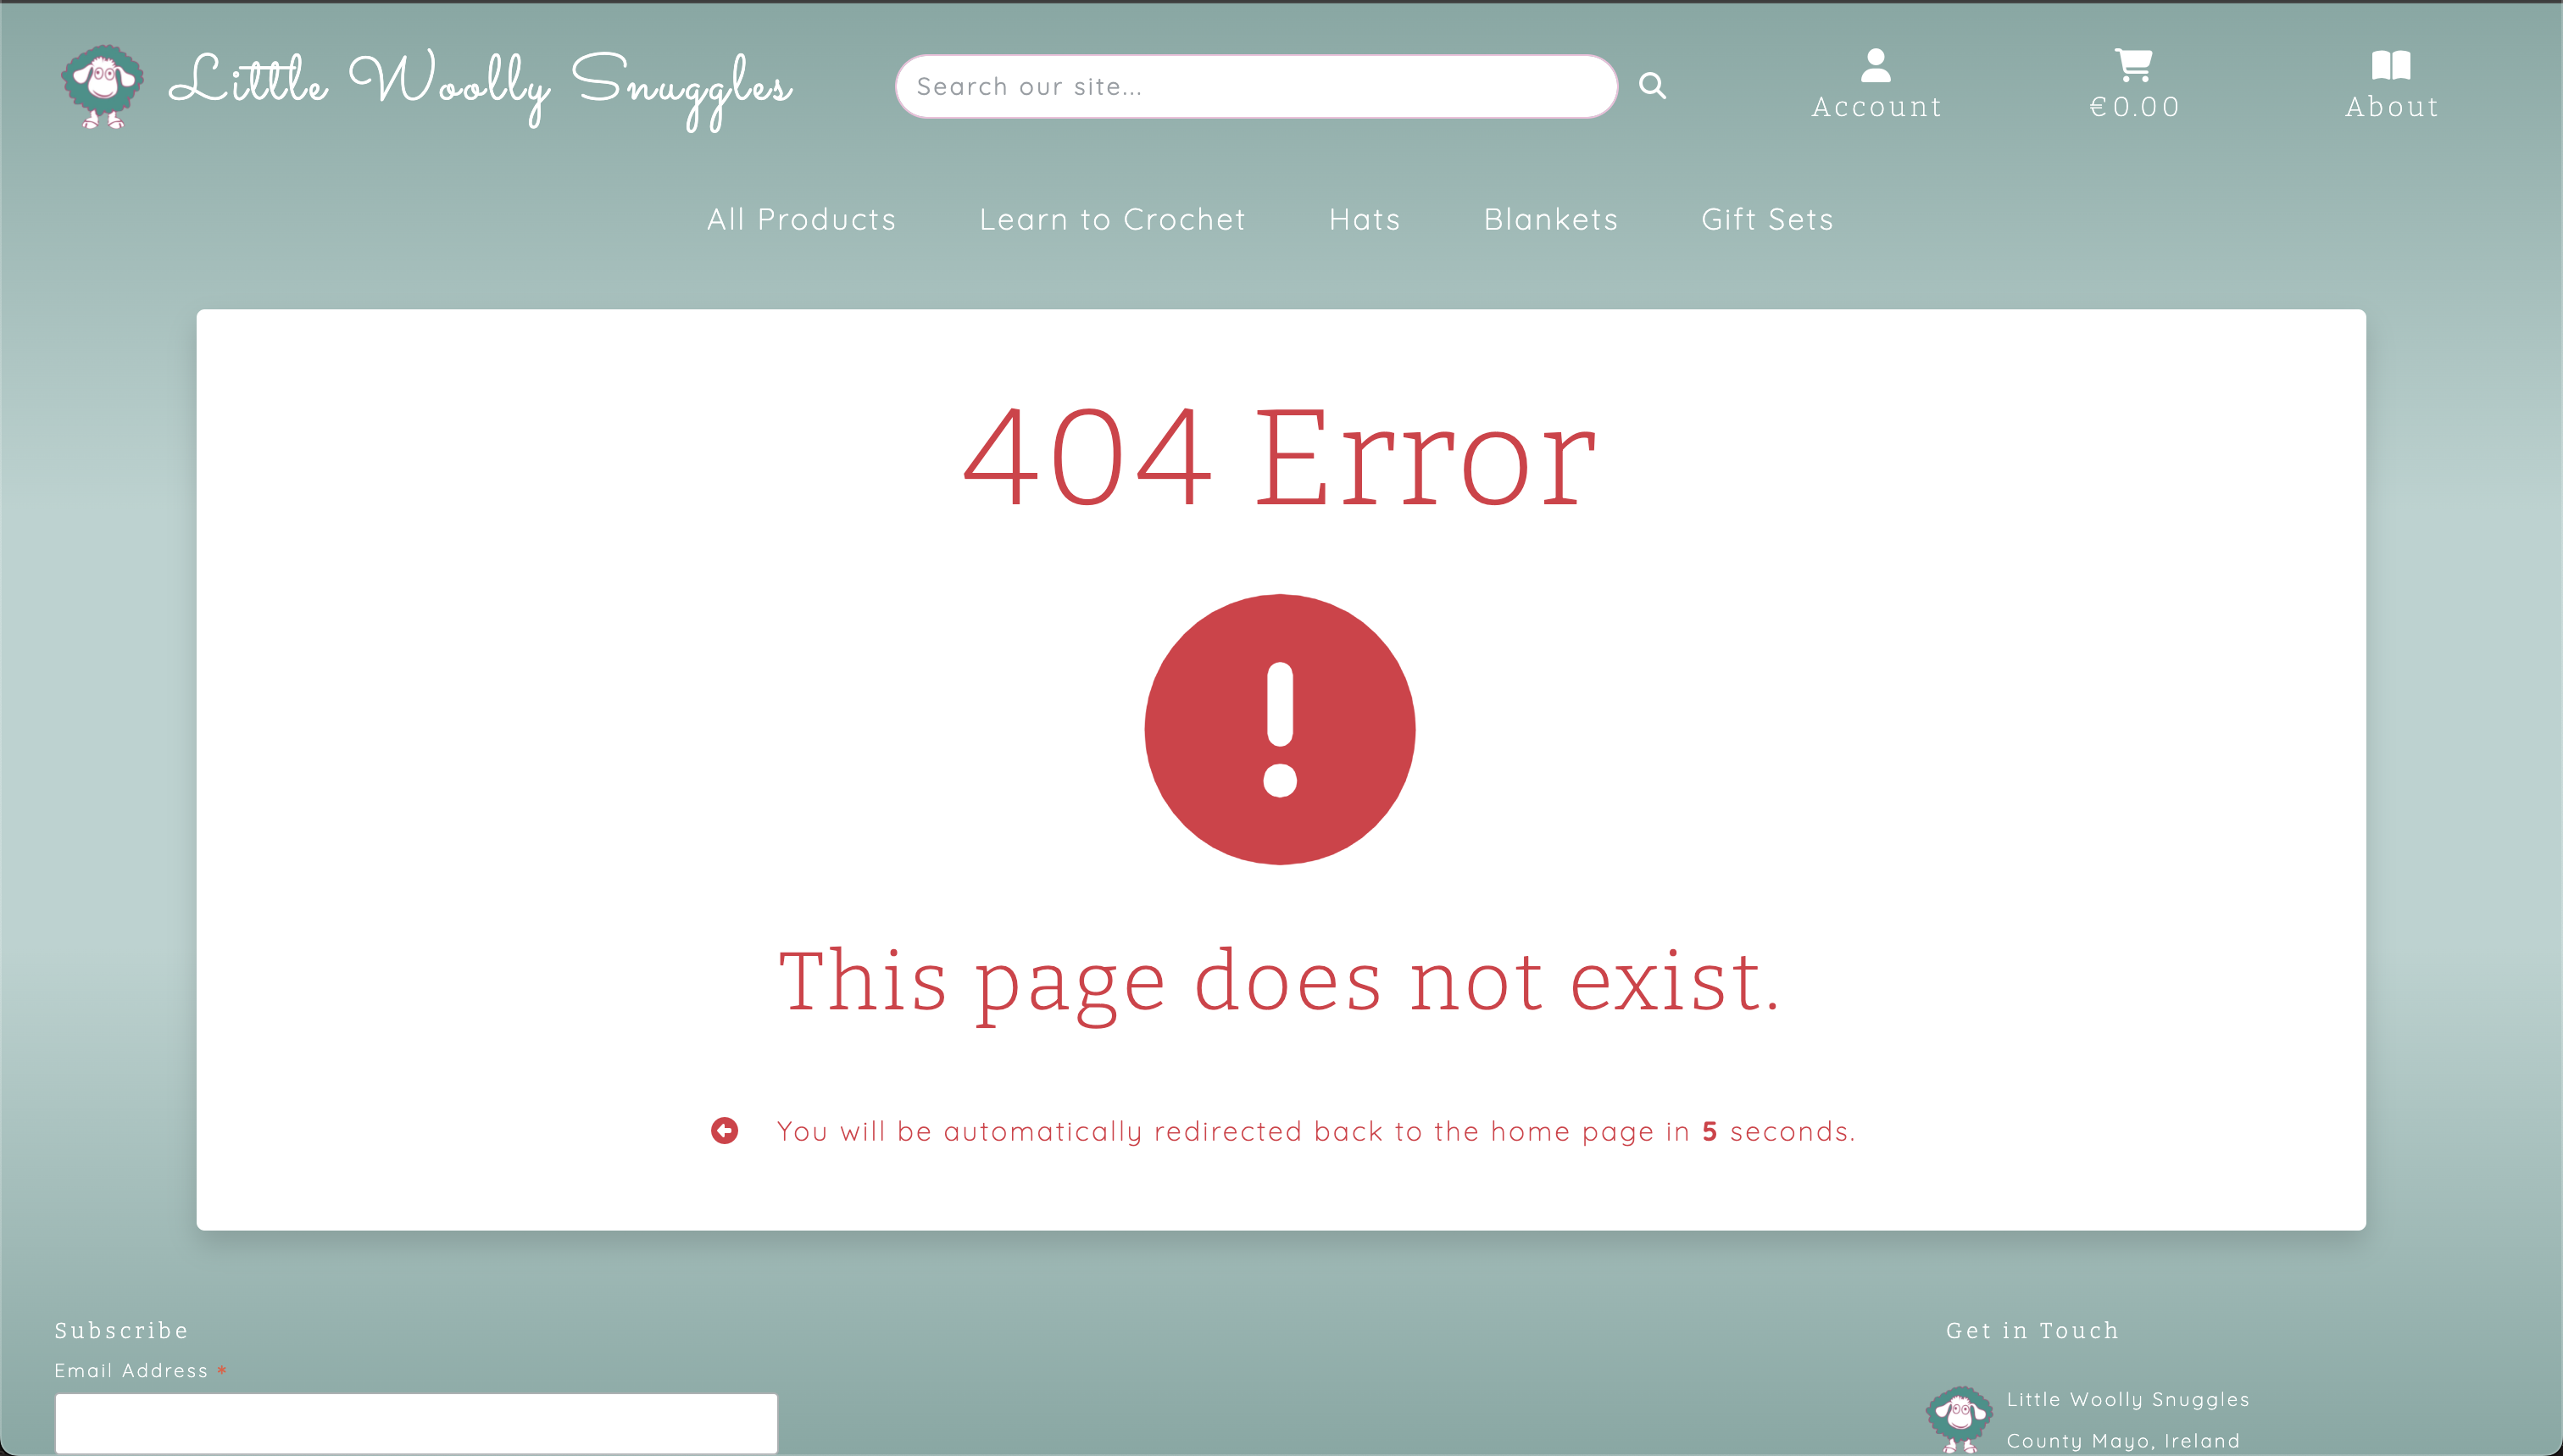 Little Woolly Snuggles
Search our site...
Account
€0.00
About
All Products
Learn to Crochet
Hats
Blankets
Gift Sets
404 Error
!
This page does not exist.
You will be automatically redirected back to the home page in 5 seconds.
Subscribe
Email Address *
Get in Touch
Little Woolly Snuggles
County Mayo, Ireland